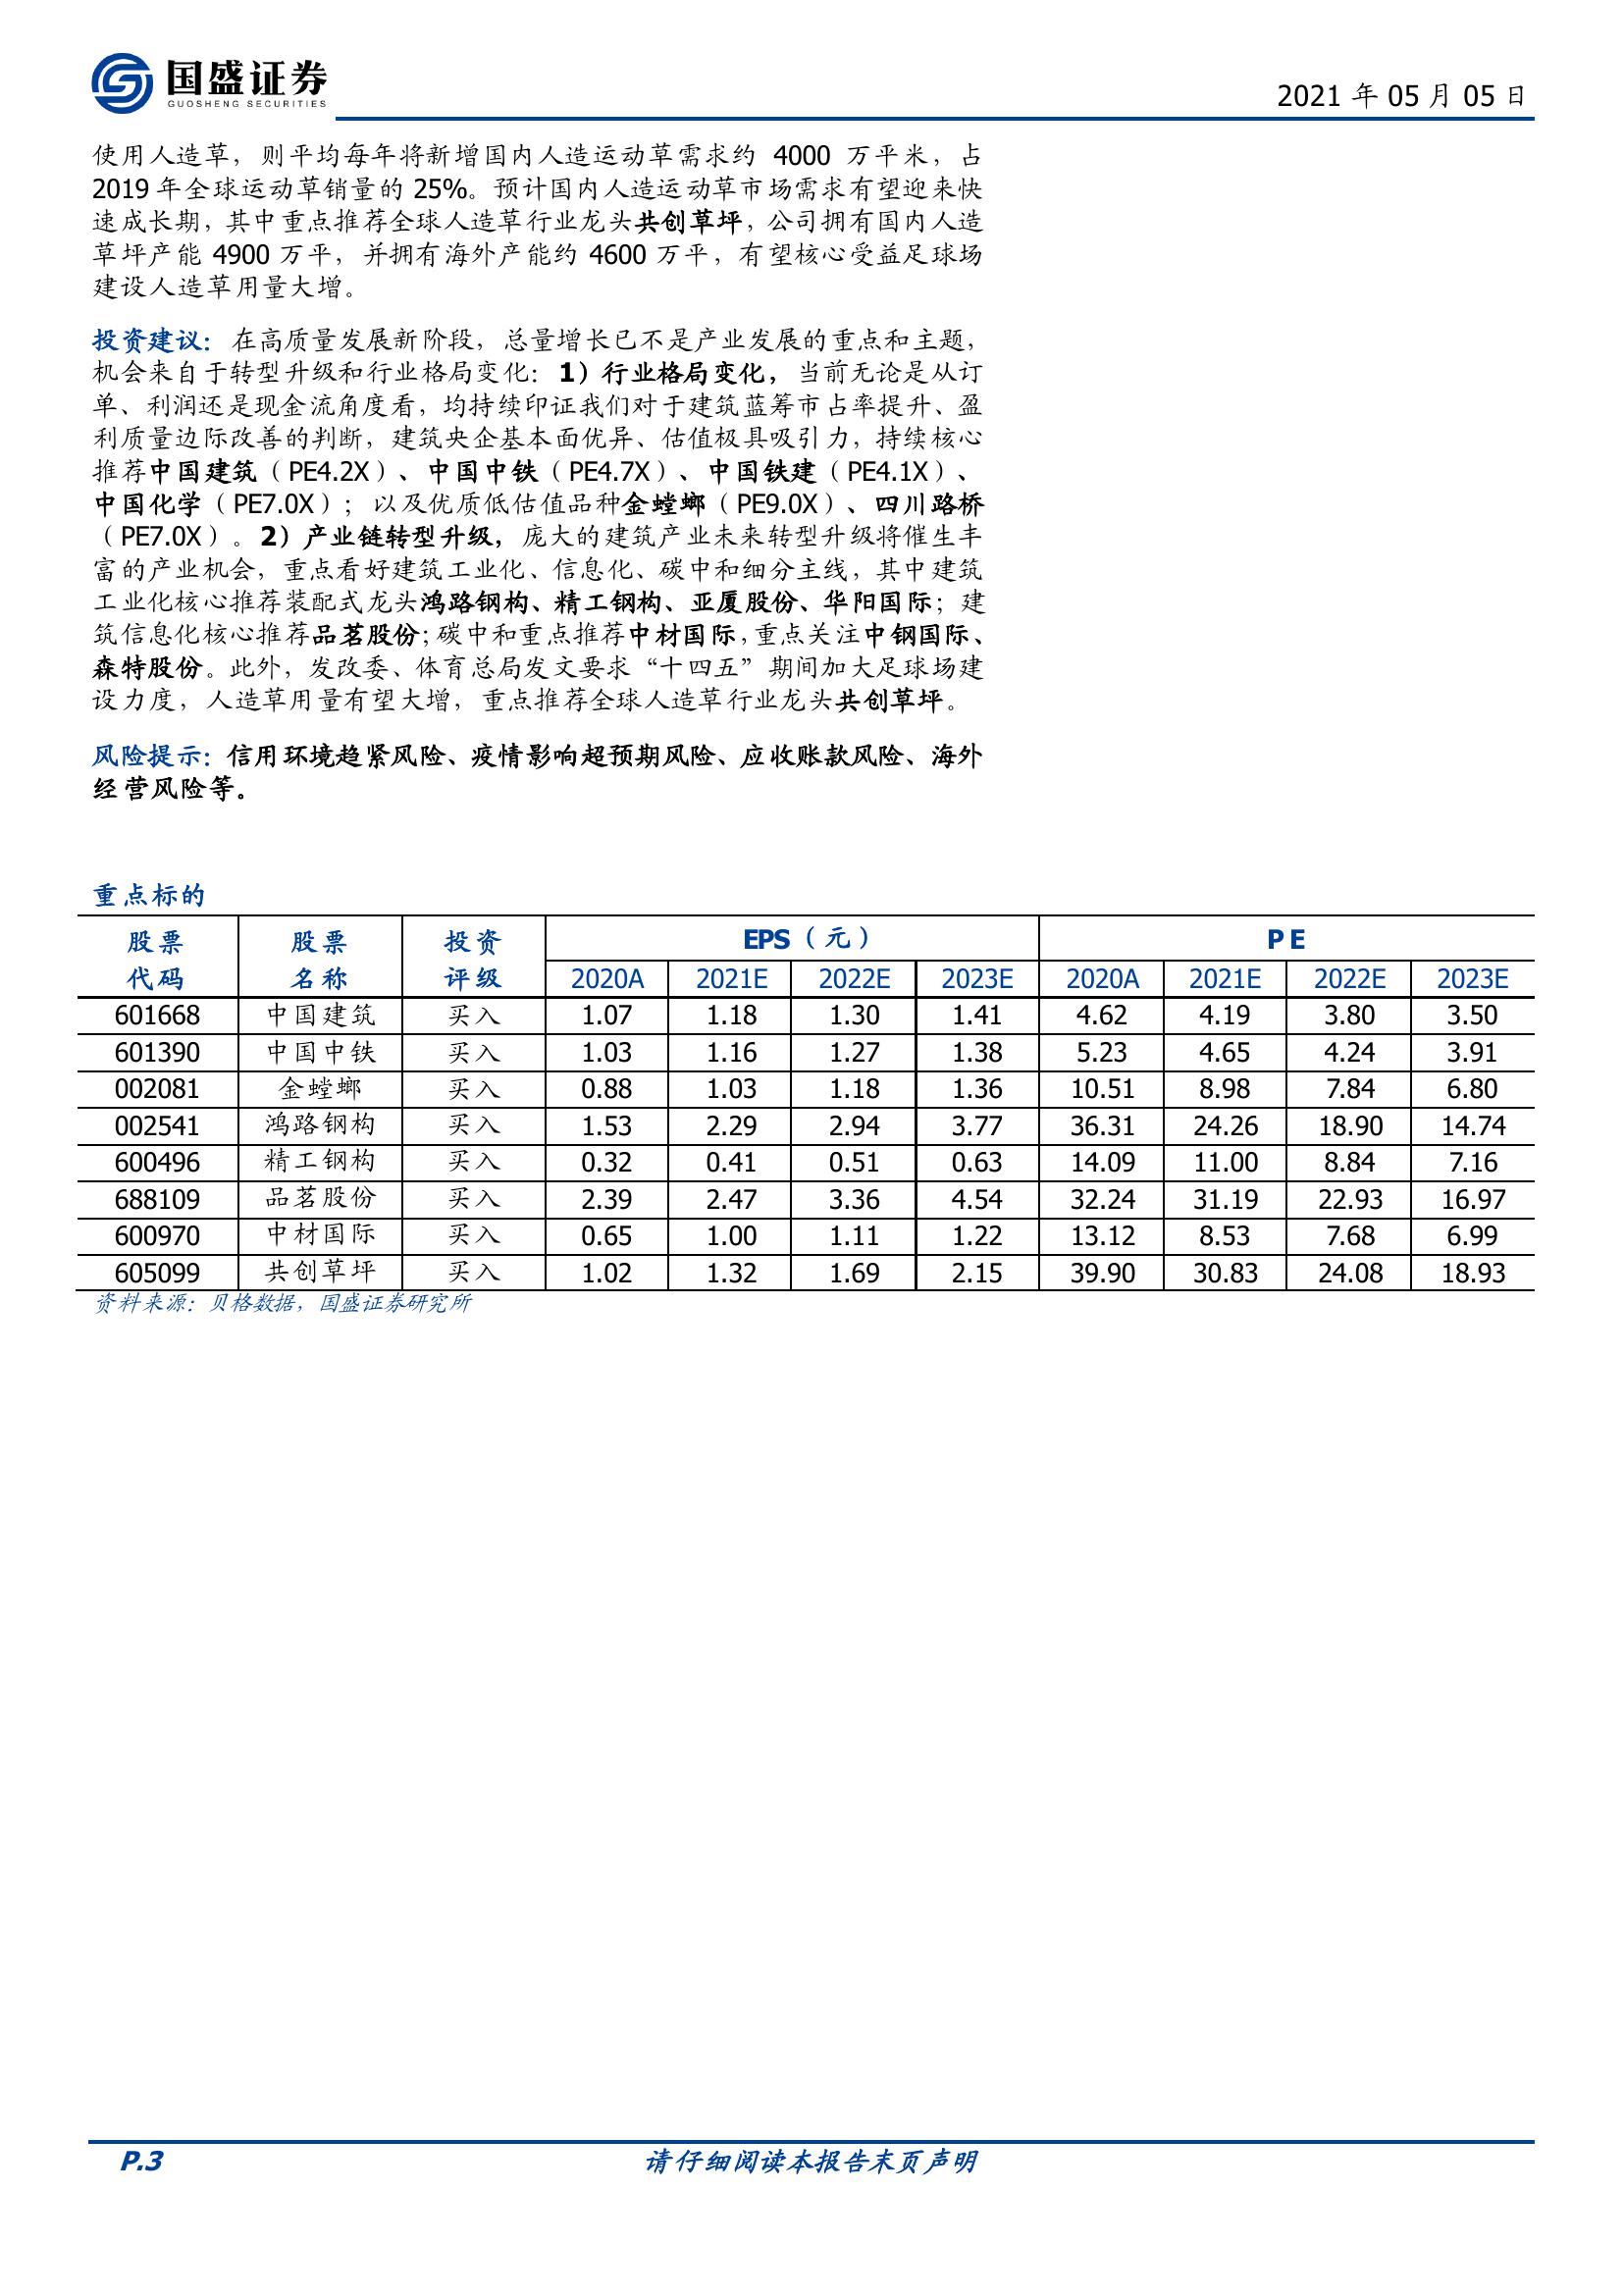 国盛证券
GUOSHENG SECURITIES
2021 年 05 月 05 日
使用人造草，则平均每年将新增国内人造运动草需求约 4000 万平米，占
2019 年全球运动草销量的 25%。预计国内人造运动草市场需求有望迎来快
速成长期，其中重点推荐全球人造草行业龙头共创草坪，公司拥有国内人造
草坪产能 4900 万平，并拥有海外产能约 4600 万平，有望核心受益足球场
建设人造草用量大增。
投资建议：在高质量发展新阶段，总量增长已不是产业发展的重点和主题，
机会来自于转型升级和行业格局变化：1）行业格局变化，当前无论是从订
单、利润还是现金流角度看，均持续印证我们对于建筑蓝筹市占率提升、盈
利质量边际改善的判断，建筑央企基本面优异、估值极具吸引力，持续核心
推荐中国建筑（PE4.2X）、中国中铁（PE4.7X）、中国铁建（PE4.1X）、
中国化学（PE7.0X）；以及优质低估值品种金螳螂（PE9.0X）、四川路桥
（PE7.0X）。2）产业链转型升级，庞大的建筑产业未来转型升级将催生丰
富的产业机会，重点看好建筑工业化、信息化、碳中和细分主线，其中建筑
工业化核心推荐装配式龙头鸿路钢构、精工钢构、亚厦股份、华阳国际；建
筑信息化核心推荐品茗股份；碳中和重点推荐中材国际，重点关注中钢国际、
森特股份。此外，发改委、体育总局发文要求“十四五”期间加大足球场建
设力度，人造草用量有望大增，重点推荐全球人造草行业龙头共创草坪。
风险提示：信用环境趋紧风险、疫情影响超预期风险、应收账款风险、海外
经营风险等。
重点标的
股票 股票 投资 EPS（元） PE
代码 名称 评级 2020A 2021E 2022E 2023E 2020A 2021E 2022E 2023E
601668 中国建筑 买入 1.07 1.18 1.30 1.41 4.62 4.19 3.80 3.50
601390 中国中铁 买入 1.03 1.16 1.27 1.38 5.23 4.65 4.24 3.91
002081 金螳螂 买入 0.88 1.03 1.18 1.36 10.51 8.98 7.84 6.80
002541 鸿路钢构 买入 1.53 2.29 2.94 3.77 36.31 24.26 18.90 14.74
600496 精工钢构 买入 0.32 0.41 0.51 0.63 14.09 11.00 8.84 7.16
688109 品茗股份 买入 2.39 2.47 3.36 4.54 32.24 31.19 22.93 16.97
600970 中材国际 买入 0.65 1.00 1.11 1.22 13.12 8.53 7.68 6.99
605099 共创草坪 买入 1.02 1.32 1.69 2.15 39.90 30.83 24.08 18.93
资料来源：贝格数据，国盛证券研究所
P.3 请仔细阅读本报告末页声明